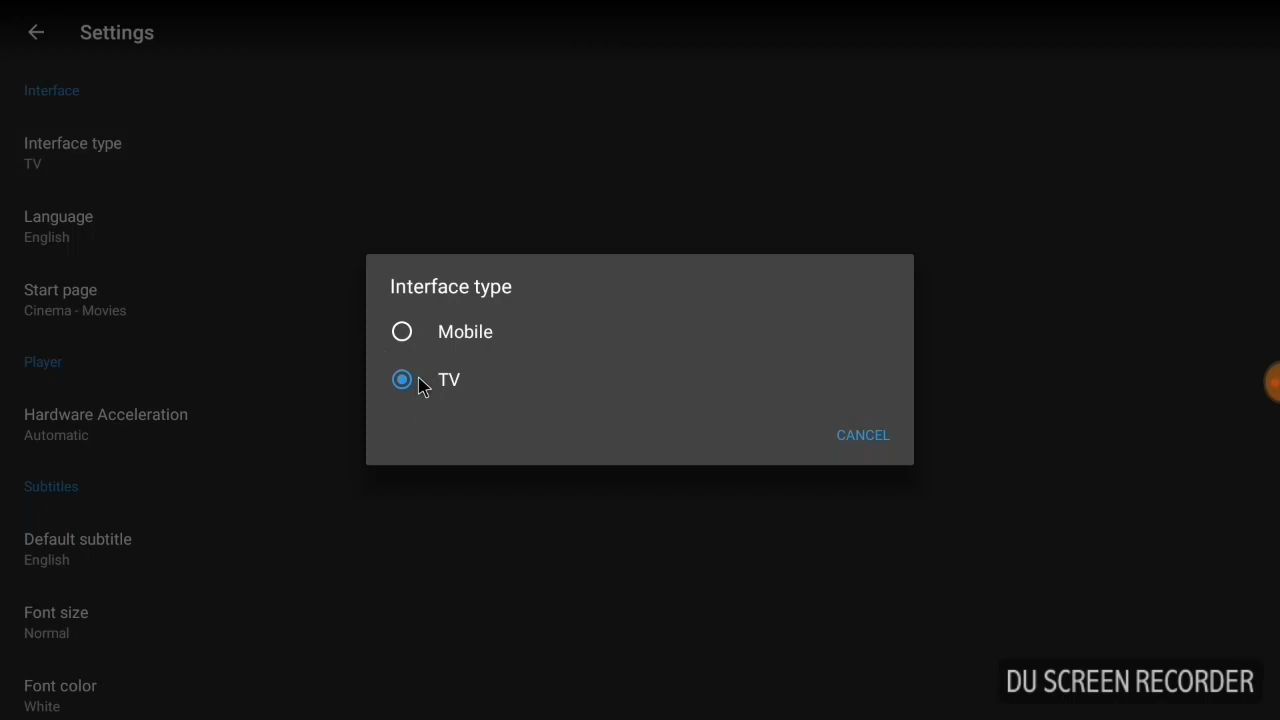 Settings
Interface
Interface type
TV
Language
English
Start page
Cinema - Movies
Player
Hardware Acceleration
Automatic
Subtitles
Default subtitle
English
Font size
Normal
Font color
White
Interface type
Mobile
TV
CANCEL
DU SCREEN RECORDER